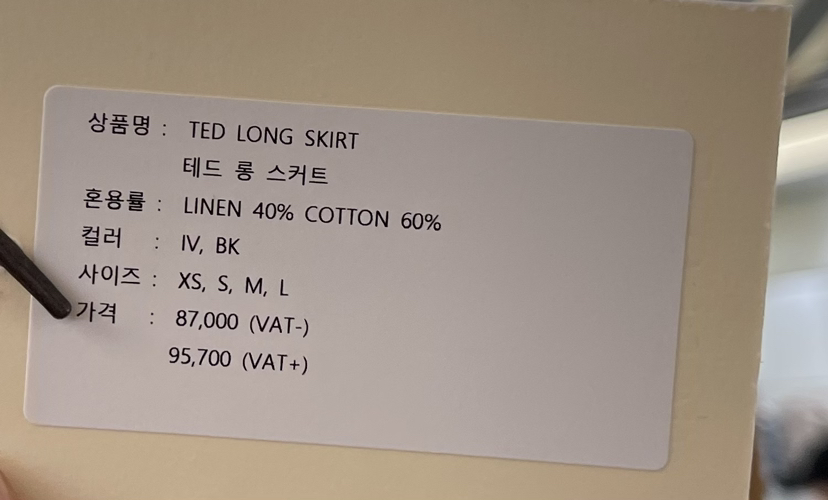 상품명 : TED LONG SKIRT
테드 롱 스커트
혼용률 : LINEN 40% COTTON 60%
컬러 : IV, BK
사이즈 : XS, S, M, L
가격 : 87,000 (VAT-)
95,700 (VAT+)